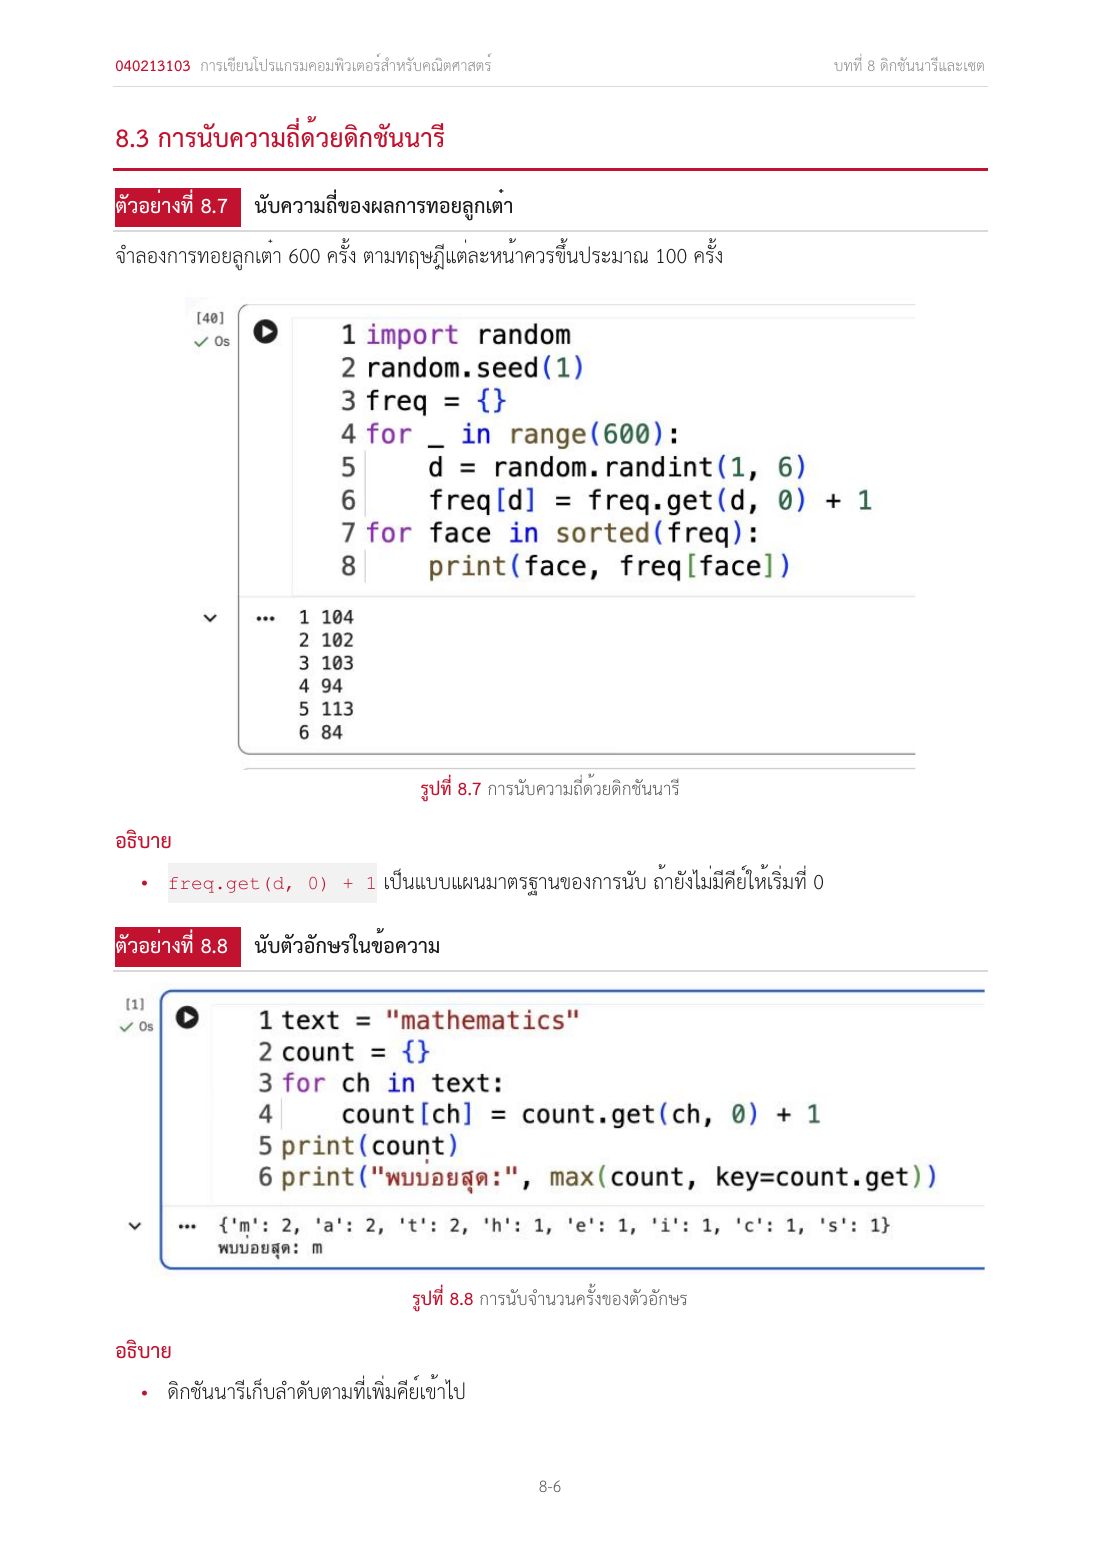 040213103 การเขียนโปรแกรมคอมพิวเตอร์สำหรับคณิตศาสตร์ บทที่ 8 ดิกชันนารีและเซต
8.3 การนับความถี่ด้วยดิกชันนารี
ตัวอย่างที่ 8.7 นับความถี่ของผลการทอยลูกเต๋า
จำลองการทอยลูกเต๋า 600 ครั้ง ตามทฤษฎีแต่ละหน้าควรขึ้นประมาณ 100 ครั้ง
[40]
0s
1 import random
2 random.seed(1)
3 freq = {}
4 for _ in range(600):
5     d = random.randint(1, 6)
6     freq[d] = freq.get(d, 0) + 1
7 for face in sorted(freq):
8     print(face, freq[face])
1 104
2 102
3 103
4 94
5 113
6 84
รูปที่ 8.7 การนับความถี่ด้วยดิกชันนารี
อธิบาย
• freq.get(d, 0) + 1 เป็นแบบแผนมาตรฐานของการนับ ถ้ายังไม่มีคีย์ให้เริ่มที่ 0
ตัวอย่างที่ 8.8 นับตัวอักษรในข้อความ
[1]
0s
1 text = "mathematics"
2 count = {}
3 for ch in text:
4     count[ch] = count.get(ch, 0) + 1
5 print(count)
6 print("พบบ่อยสุด:", max(count, key=count.get))
{'m': 2, 'a': 2, 't': 2, 'h': 1, 'e': 1, 'i': 1, 'c': 1, 's': 1}
พบบ่อยสุด: m
รูปที่ 8.8 การนับจำนวนครั้งของตัวอักษร
อธิบาย
• ดิกชันนารีเก็บลำดับตามที่เพิ่มคีย์เข้าไป
8-6